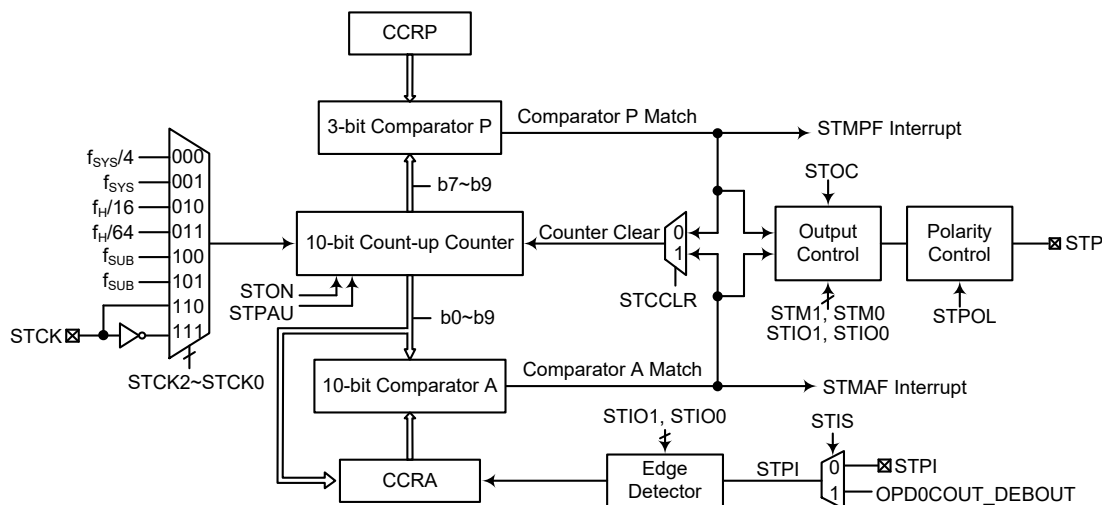 CCRP
3-bit Comparator P
Comparator P Match
STMPF Interrupt
b7~b9
fSYS/4
fSYS
fH/16
fH/64
fSUB
fSUB
000
001
010
011
100
101
110
111
STCK
STCK2~STCK0
10-bit Count-up Counter
STON
STPAU
Counter Clear
0
1
STCCLR
STOC
Output
Control
STM1, STM0
STIO1, STIO0
Polarity
Control
STPOL
STP
b0~b9
10-bit Comparator A
Comparator A Match
STMAF Interrupt
CCRA
STIO1, STIO0
Edge
Detector
STPI
STIS
0
1
STPI
OPD0COUT_DEBOUT